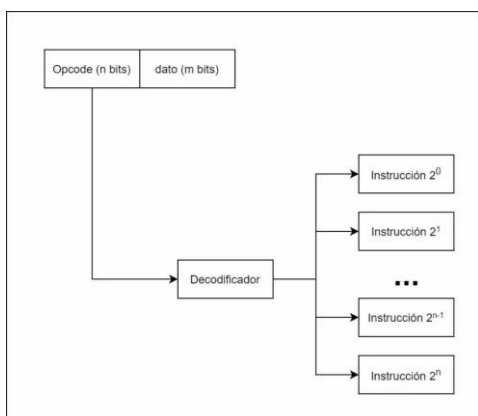 Opcode (n bits) dato (m bits)
Instrucción 2⁰
Instrucción 2¹
Decodificador
...
Instrucción 2ⁿ⁻¹
Instrucción 2ⁿ